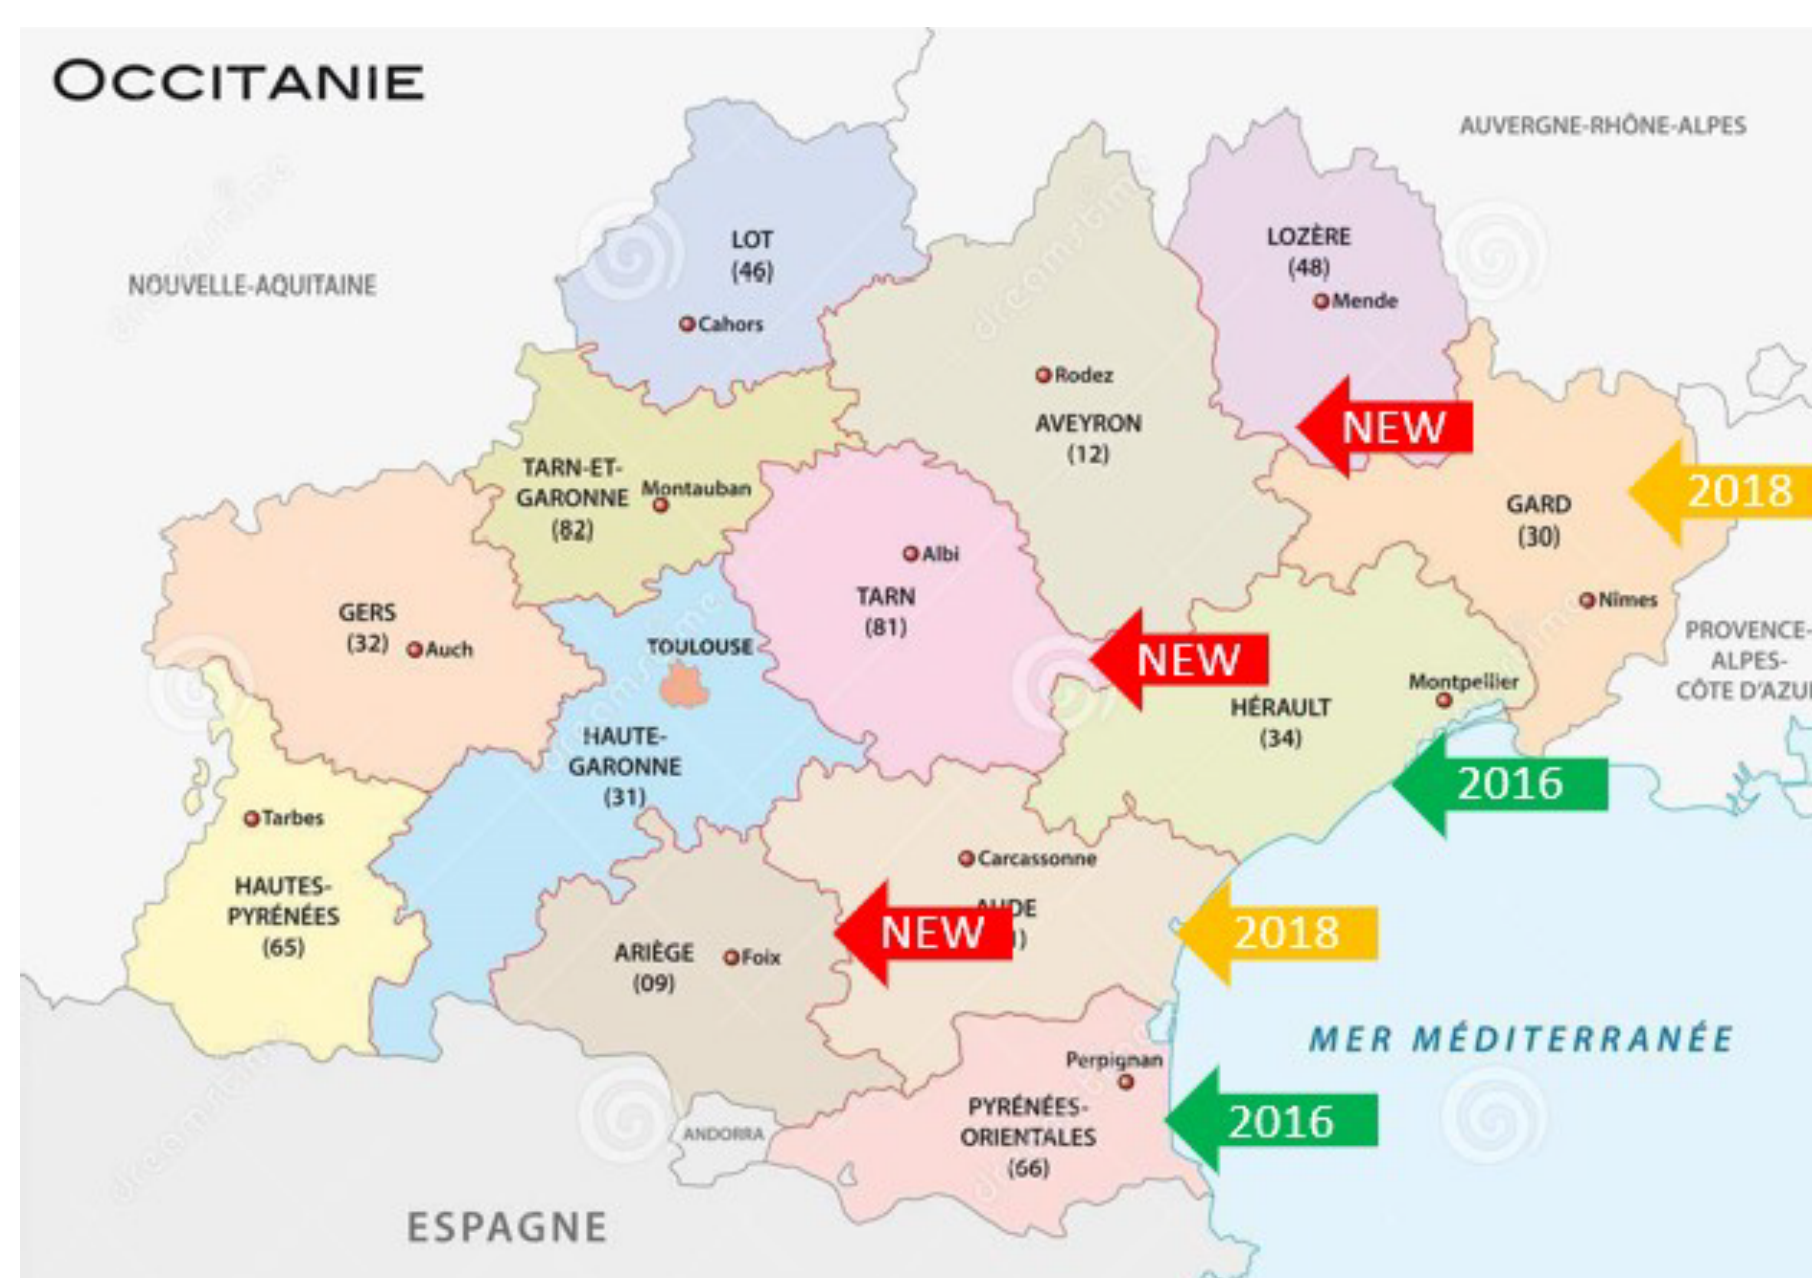 OCCITANIE
AUVERGNE-RHÔNE-ALPES
NOUVELLE-AQUITAINE
LOT
(46)
Cahors
LOZÈRE
(48)
Mende
Rodez
AVEYRON
(12)
NEW
TARN-ET-
GARONNE
(82)
Montauban
GARD
(30)
2018
Nîmes
Albi
TARN
(81)
GERS
(32)
Auch
TOULOUSE
NEW
PROVENCE-
ALPES-
CÔTE D'AZU
Montpellier
HÉRAULT
(34)
HAUTE-
GARONNE
(31)
2016
Tarbes
Carcassonne
HAUTES-
PYRÉNÉES
(65)
ARIÈGE
(09)
Foix
NEW
2018
MER MÉDITERRANÉE
Perpignan
PYRÉNÉES-
ORIENTALES
(66)
2016
ANDORRA
ESPAGNE
dreamstime